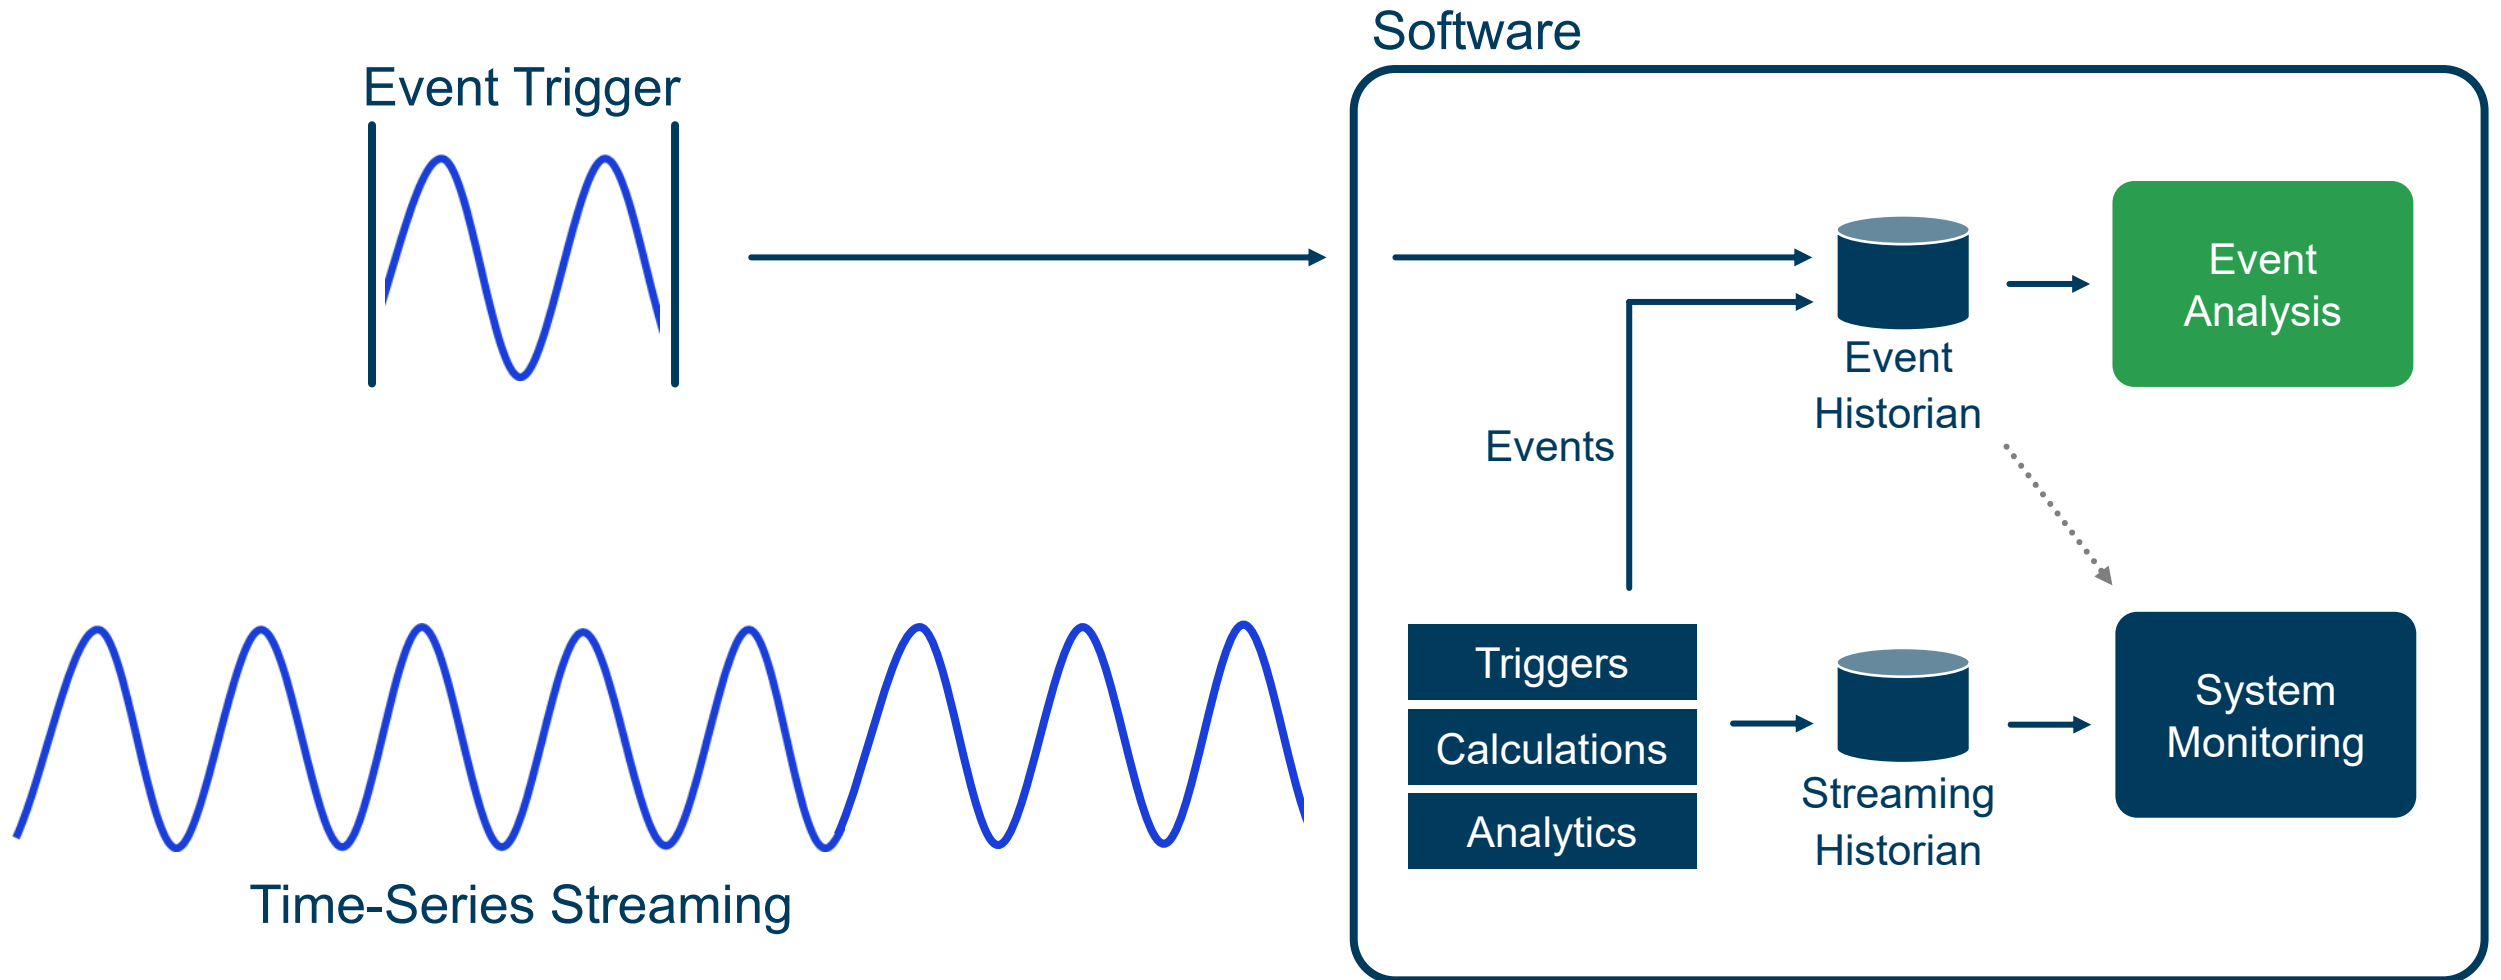 Software
Event Trigger
Event
Analysis
Event
Historian
Events
Triggers
Calculations
Analytics
Streaming
Historian
System
Monitoring
Time-Series Streaming